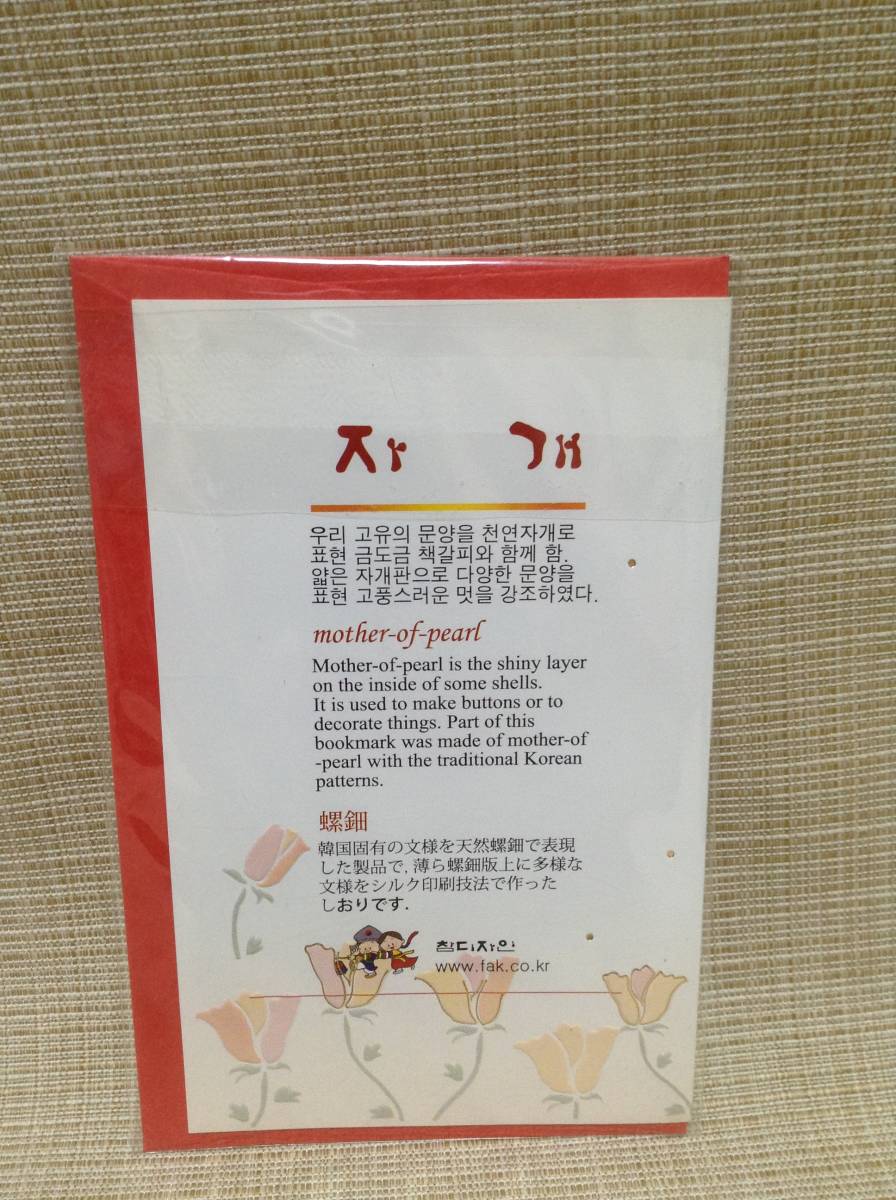 자 개
우리 고유의 문양을 천연자개로
표현 금도금 책갈피와 함께 함.
얇은 자개판으로 다양한 문양을
표현 고풍스러운 멋을 강조하였다.
mother-of-pearl
Mother-of-pearl is the shiny layer
on the inside of some shells.
It is used to make buttons or to
decorate things. Part of this
bookmark was made of mother-of
-pearl with the traditional Korean
patterns.
螺鈿
韓国固有の文様を天然螺鈿で表現
した製品で, 薄ら螺鈿版上に多様な
文様をシルク印刷技法で作った
しおりです.
참디자인
www.fak.co.kr